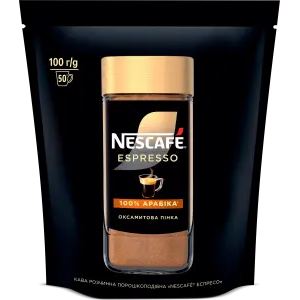 100 г/g
50
NESCAFÉ
ESPRESSO
100% АРАБІКА
ОКСАМИТОВА ПІНКА
КАВА РОЗЧИННА ПОРОШКОПОДІБНА «NESCAFÉ ЕСПРЕСО»